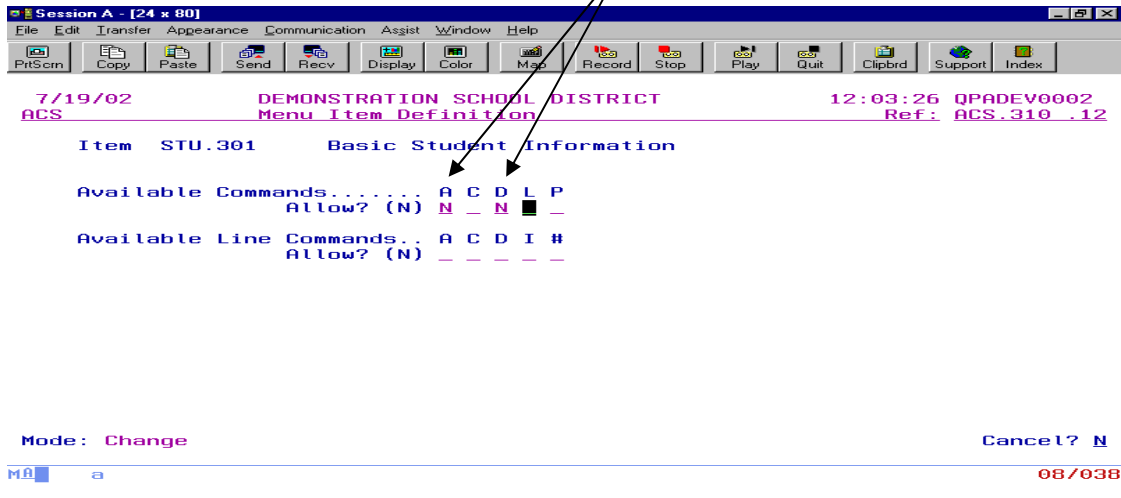 Session A - [24 x 80]
File Edit Transfer Appearance Communication Assist Window Help
PrtScrn Copy Paste Send Recv Display Color Map Record Stop Play Quit Clipbrd Support Index
7/19/02 DEMONSTRATION SCHOOL DISTRICT 12:03:26 QPADEV0002
ACS Menu Item Definition Ref: ACS.310 .12
Item STU.301 Basic Student Information
Available Commands....... A C D L P
Allow? (N) N _ N _
Available Line Commands.. A C D I #
Allow? (N) _ _ _ _ _
Mode: Change Cancel? N
MA a 08/038